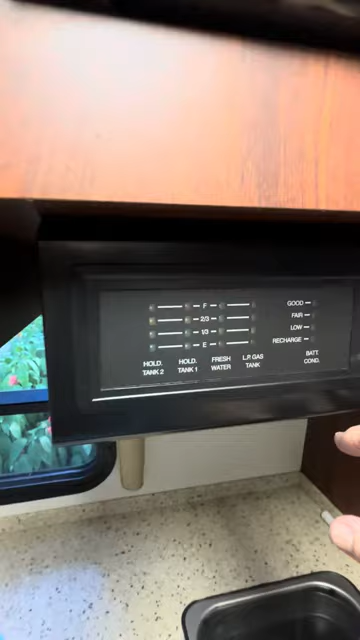 F
2/3
1/3
E
HOLD. TANK 2
HOLD. TANK 1
FRESH WATER
L.P. GAS TANK
GOOD
FAIR
LOW
RECHARGE
BATT. COND.